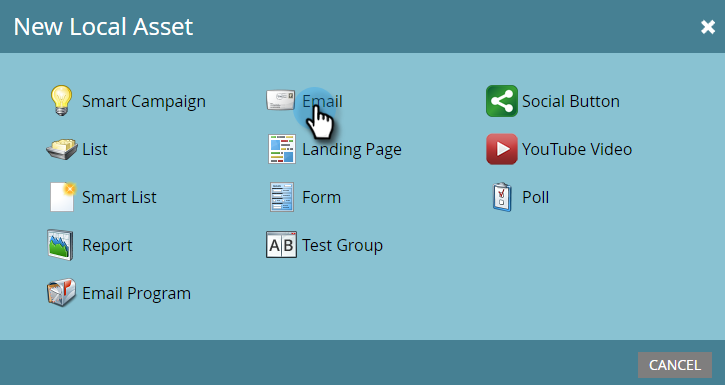 New Local Asset
Smart Campaign
Email
Social Button
List
Landing Page
YouTube Video
Smart List
Form
Poll
Report
A B
Test Group
Email Program
CANCEL